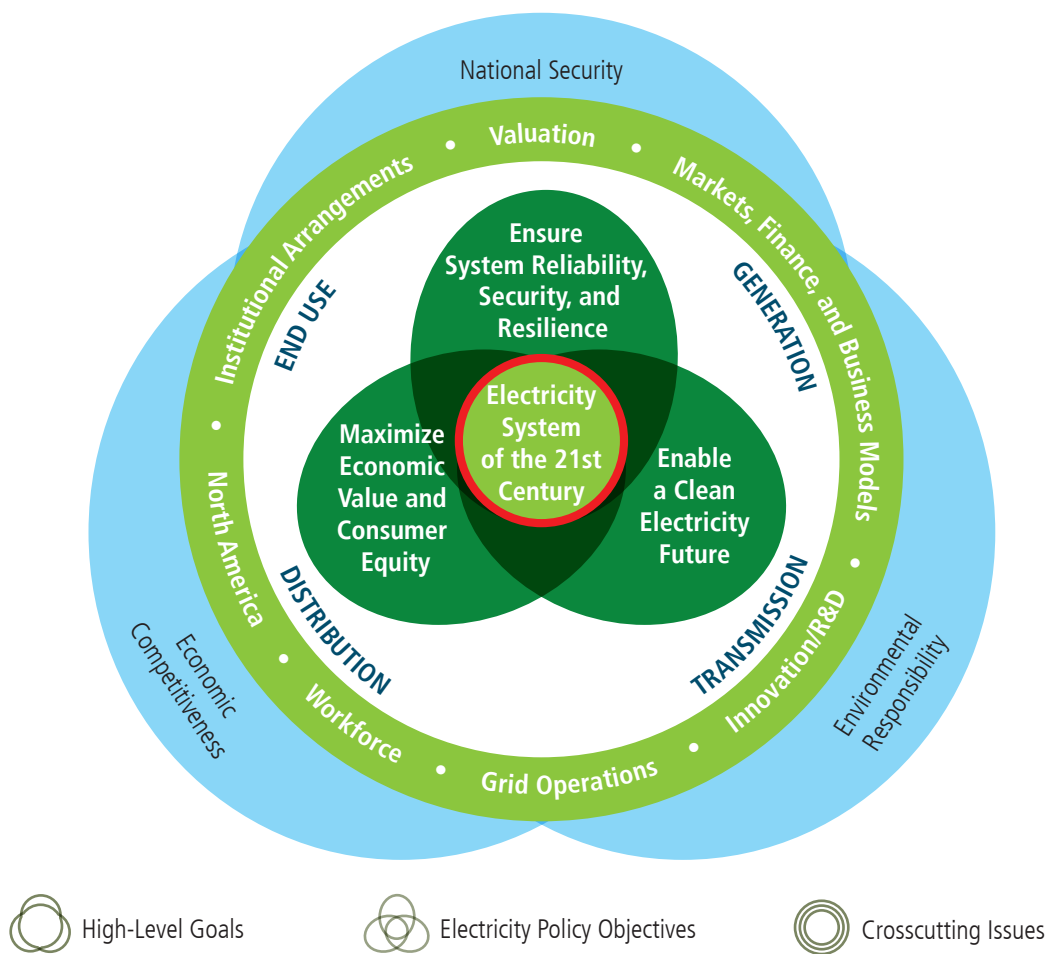 National Security
Valuation
Markets, Finance, and Business Models
Institutional Arrangements
END USE
GENERATION
Ensure
System Reliability,
Security, and
Resilience
Electricity
System
of the 21st
Century
Maximize
Economic
Value and
Consumer
Equity
Enable
a Clean
Electricity
Future
North America
DISTRIBUTION
TRANSMISSION
Innovation/R&D
Workforce
Grid Operations
Economic
Competitiveness
Environmental
Responsibility
High-Level Goals
Electricity Policy Objectives
Crosscutting Issues